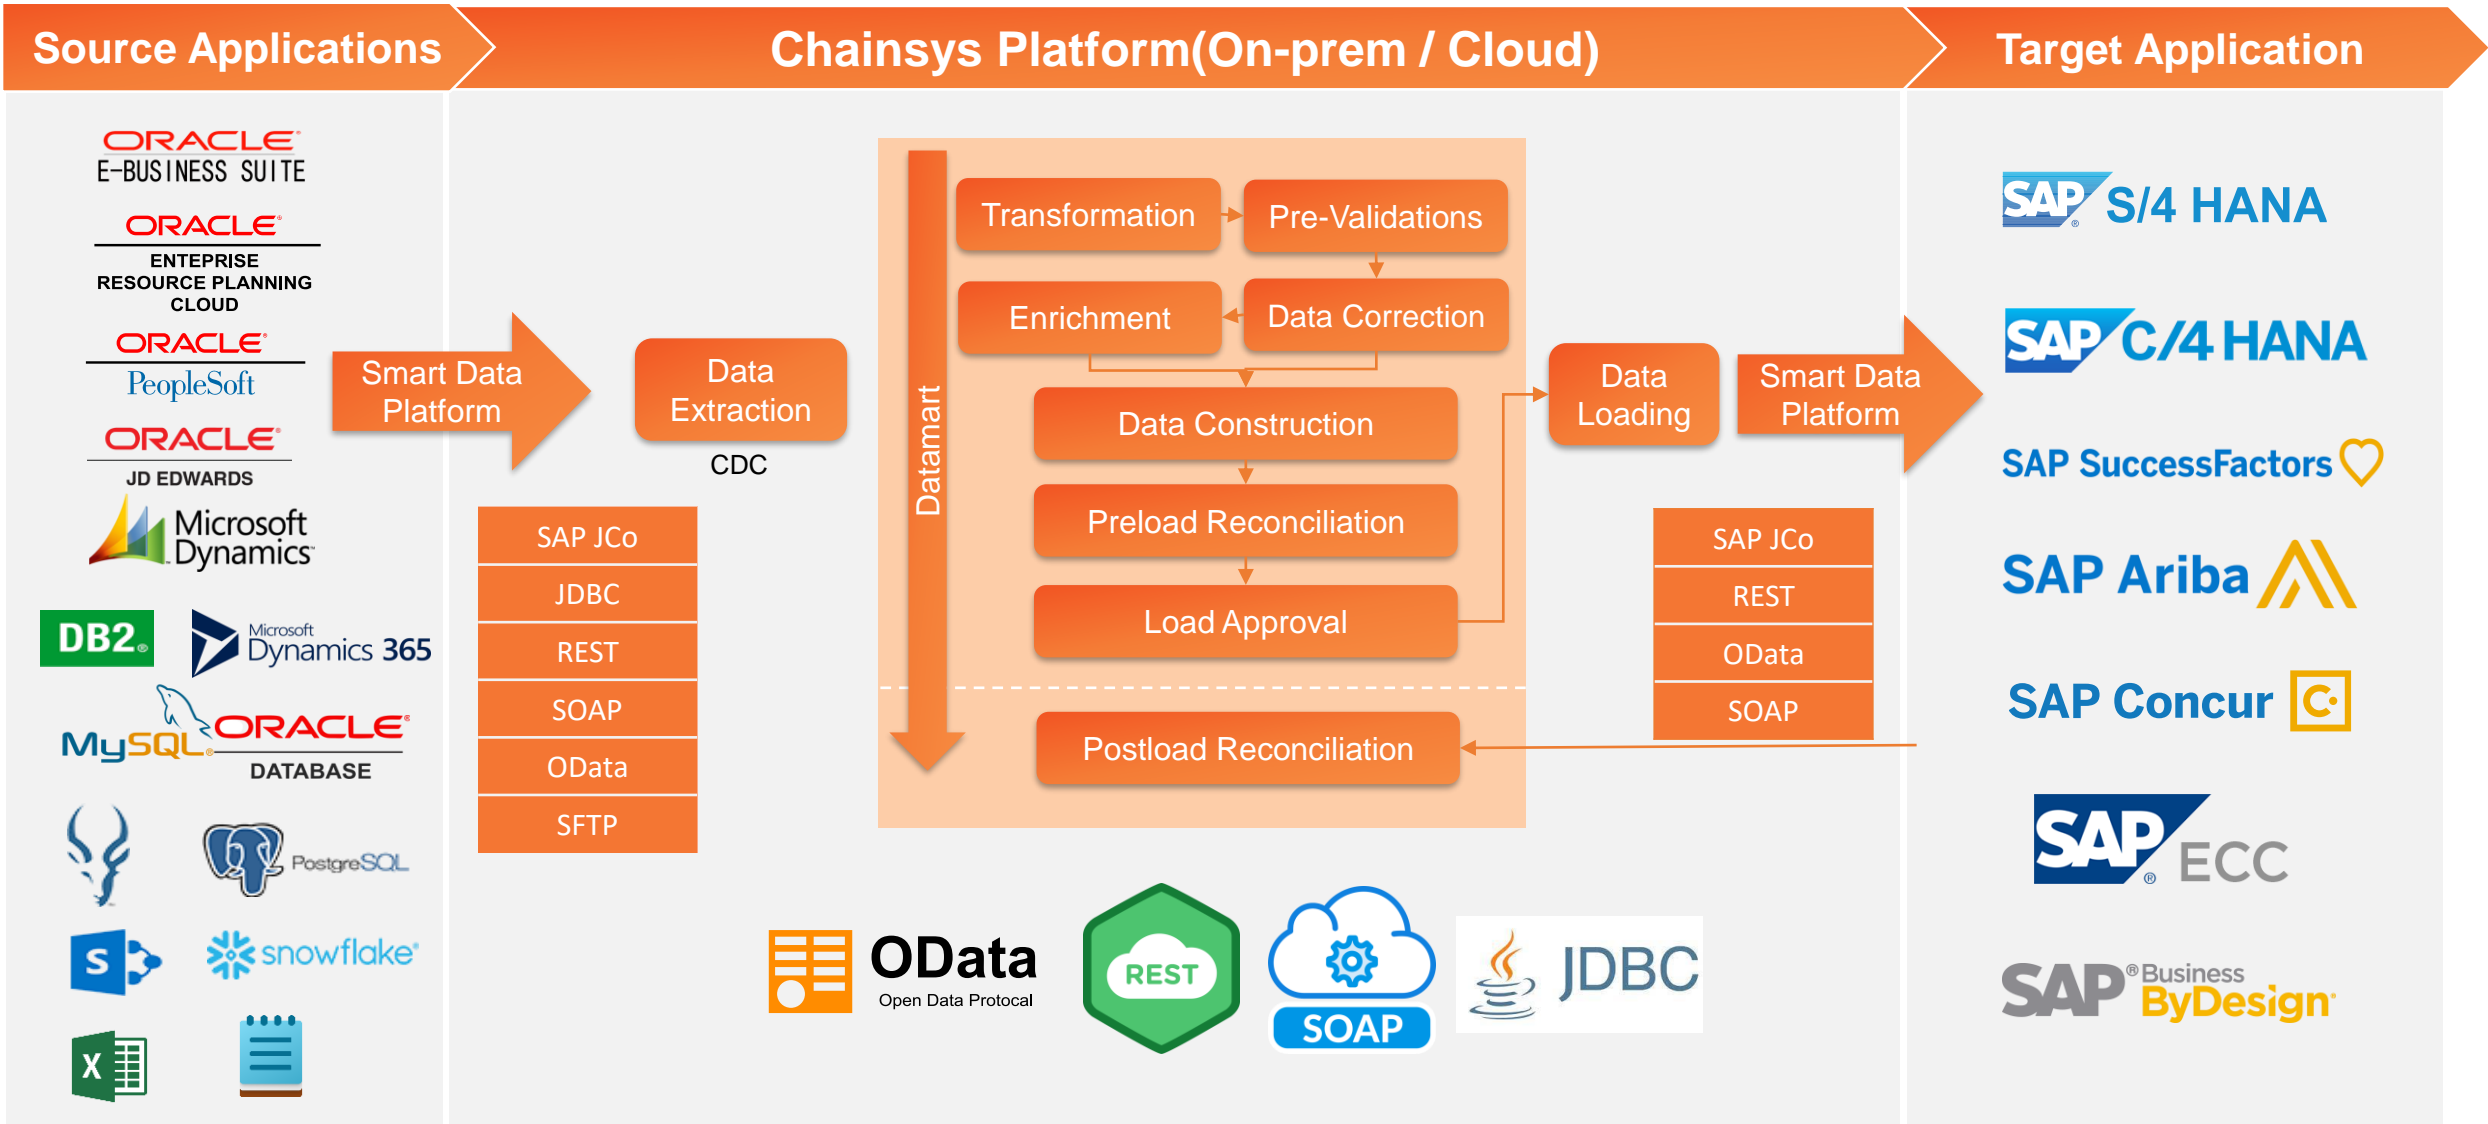 Source Applications
Chainsys Platform(On-prem / Cloud)
Target Application
ORACLE
E-BUSINESS SUITE
ORACLE
ENTEPRISE
RESOURCE PLANNING
CLOUD
ORACLE
PeopleSoft
ORACLE
JD EDWARDS
Microsoft
Dynamics
DB2
Microsoft
Dynamics 365
MySQL
ORACLE
DATABASE
PostgreSQL
S
snowflake
X
Smart Data
Platform
Data
Extraction
CDC
SAP JCo
JDBC
REST
SOAP
OData
SFTP
Datamart
Transformation
Pre-Validations
Enrichment
Data Correction
Data Construction
Preload Reconciliation
Load Approval
Postload Reconciliation
Data
Loading
Smart Data
Platform
SAP JCo
REST
OData
SOAP
OData
Open Data Protocal
REST
SOAP
JDBC
SAP S/4 HANA
SAP C/4 HANA
SAP SuccessFactors
SAP Ariba
SAP Concur C
SAP ECC
SAP Business
ByDesign